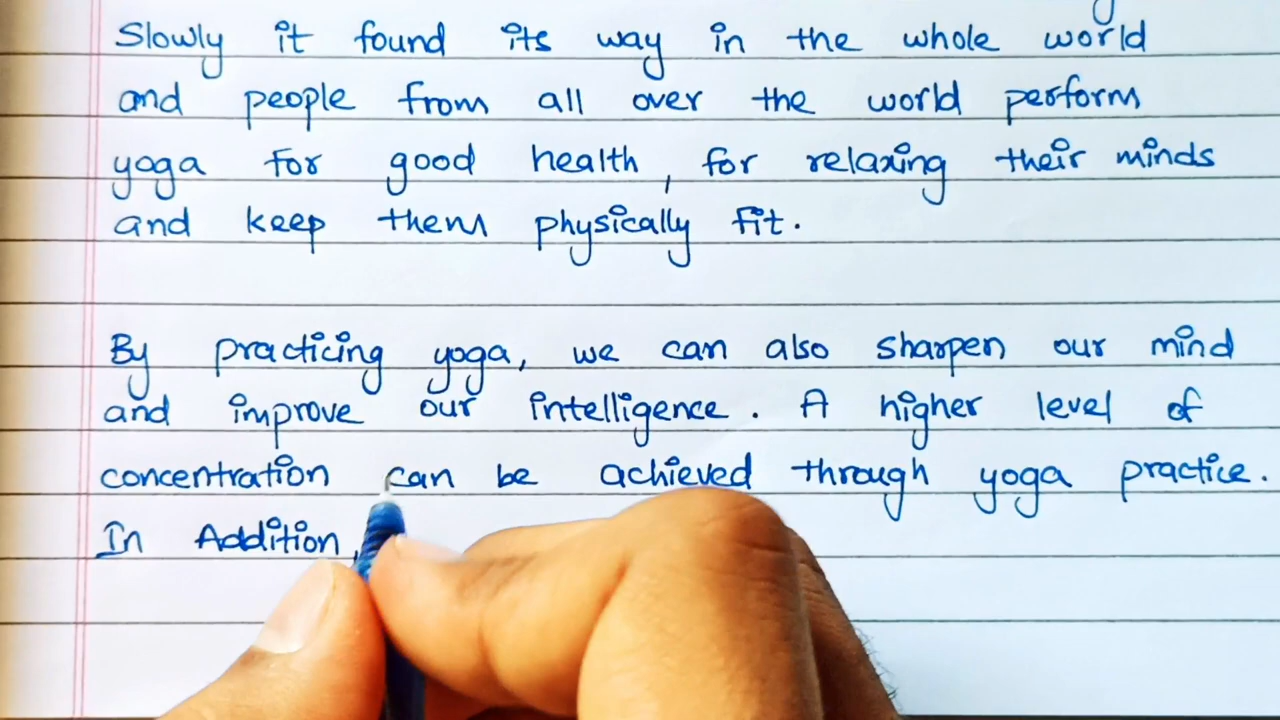 Slowly it found its way in the whole world
and people from all over the world perform
yoga for good health, for relaxing their minds
and keep them physically fit.
By practicing yoga, we can also sharpen our mind
and improve our intelligence. A higher level of
concentration can be achieved through yoga practice.
In Addition,